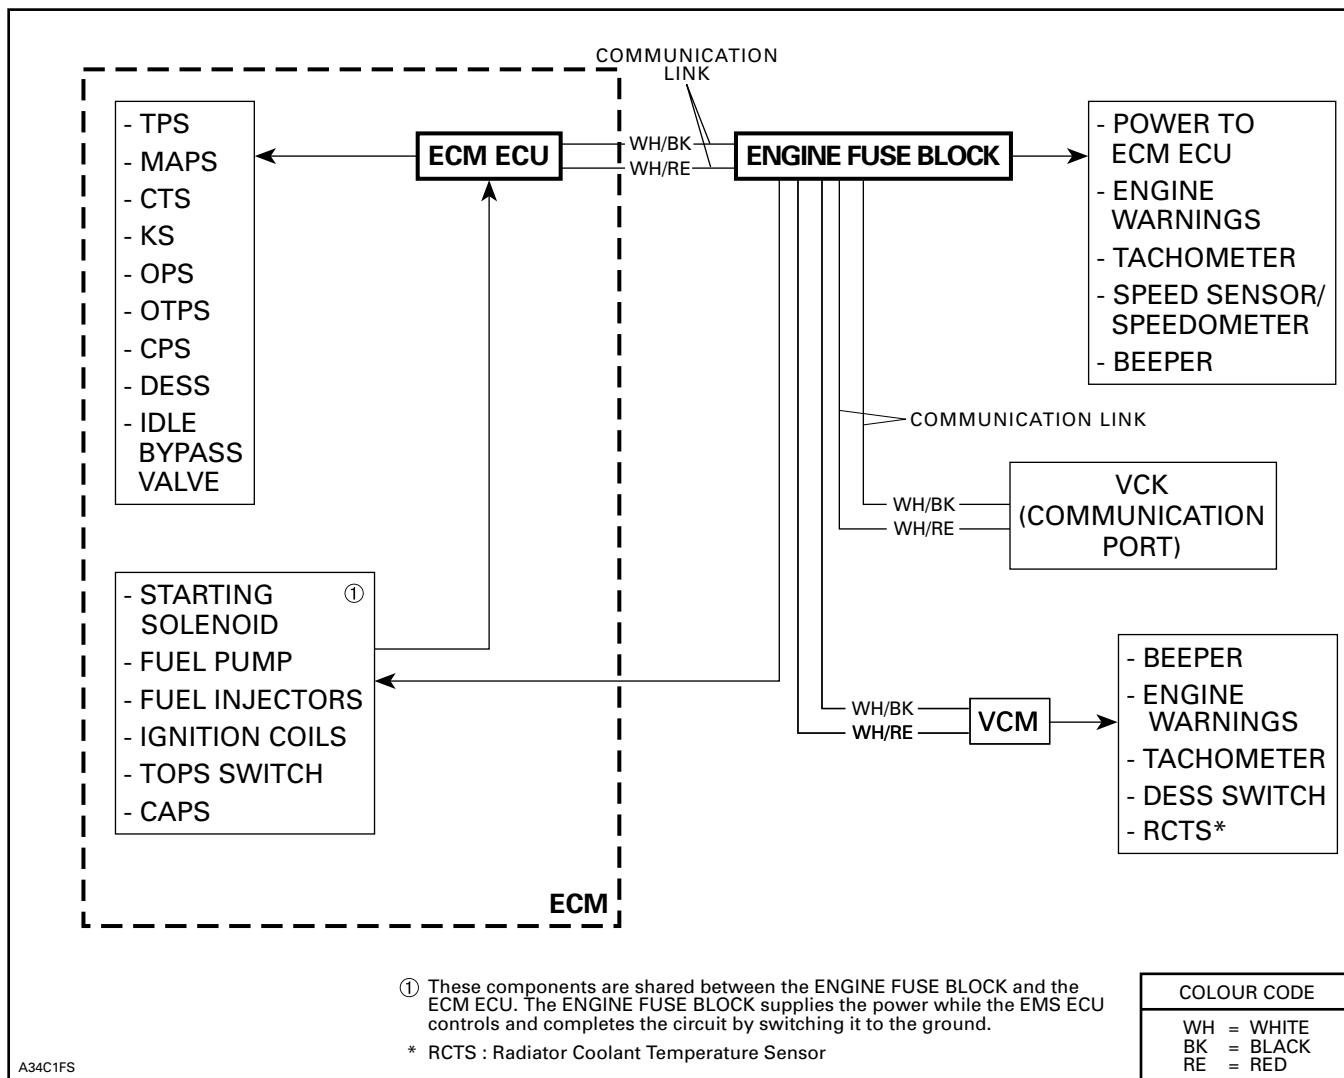 COMMUNICATION
LINK
- TPS
- MAPS
- CTS
- KS
- OPS
- OTPS
- CPS
- DESS
- IDLE
BYPASS
VALVE
ECM ECU
WH/BK
WH/RE
ENGINE FUSE BLOCK
- POWER TO
ECM ECU
- ENGINE
WARNINGS
- TACHOMETER
- SPEED SENSOR/
SPEEDOMETER
- BEEPER
COMMUNICATION LINK
WH/BK
WH/RE
VCK
(COMMUNICATION
PORT)
- STARTING ①
SOLENOID
- FUEL PUMP
- FUEL INJECTORS
- IGNITION COILS
- TOPS SWITCH
- CAPS
WH/BK
WH/RE
VCM
- BEEPER
- ENGINE
WARNINGS
- TACHOMETER
- DESS SWITCH
- RCTS*
ECM
① These components are shared between the ENGINE FUSE BLOCK and the
ECM ECU. The ENGINE FUSE BLOCK supplies the power while the EMS ECU
controls and completes the circuit by switching it to the ground.
* RCTS : Radiator Coolant Temperature Sensor
COLOUR CODE
WH = WHITE
BK = BLACK
RE = RED
A34C1FS